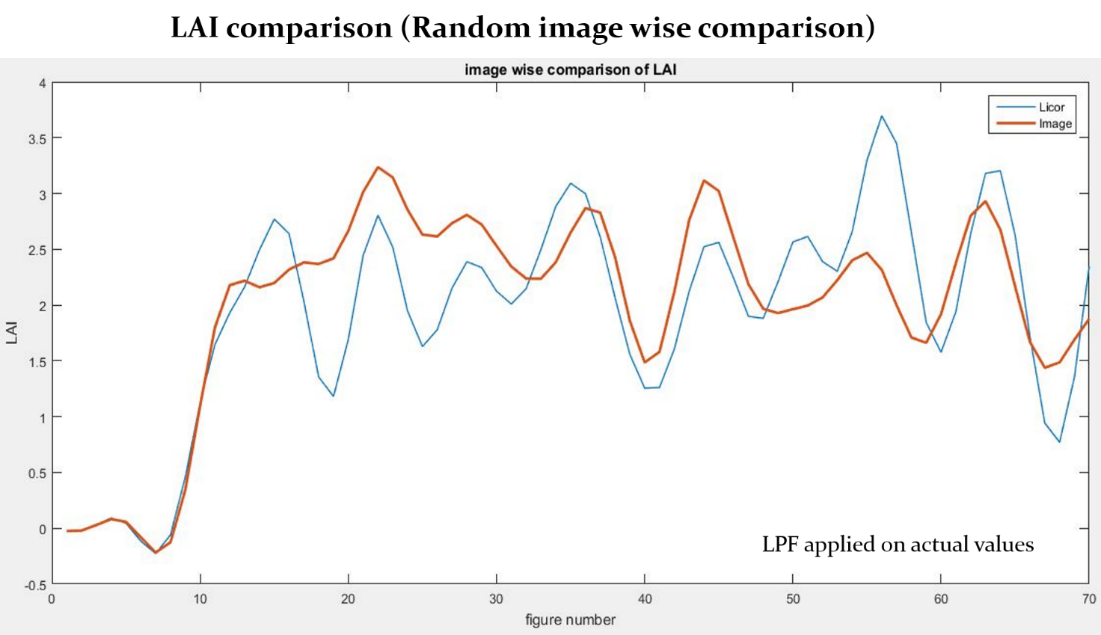 LAI comparison (Random image wise comparison)
image wise comparison of LAI
4
3.5
3
2.5
2
1.5
1
0.5
0
-0.5
LAI
Licor
Image
LPF applied on actual values
0 10 20 30 40 50 60 70
figure number